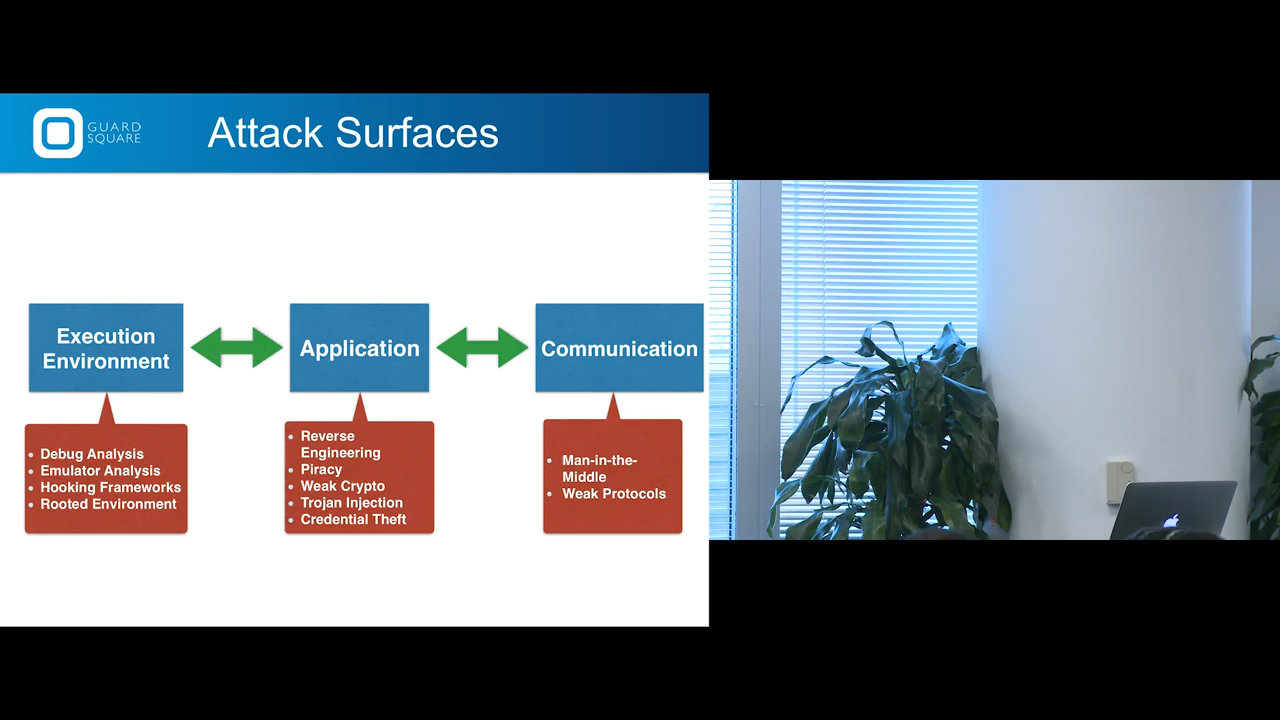 GUARD
SQUARE
Attack Surfaces
Execution
Environment
Application
Communication
• Debug Analysis
• Emulator Analysis
• Hooking Frameworks
• Rooted Environment
• Reverse
Engineering
• Piracy
• Weak Crypto
• Trojan Injection
• Credential Theft
• Man-in-the-
Middle
• Weak Protocols